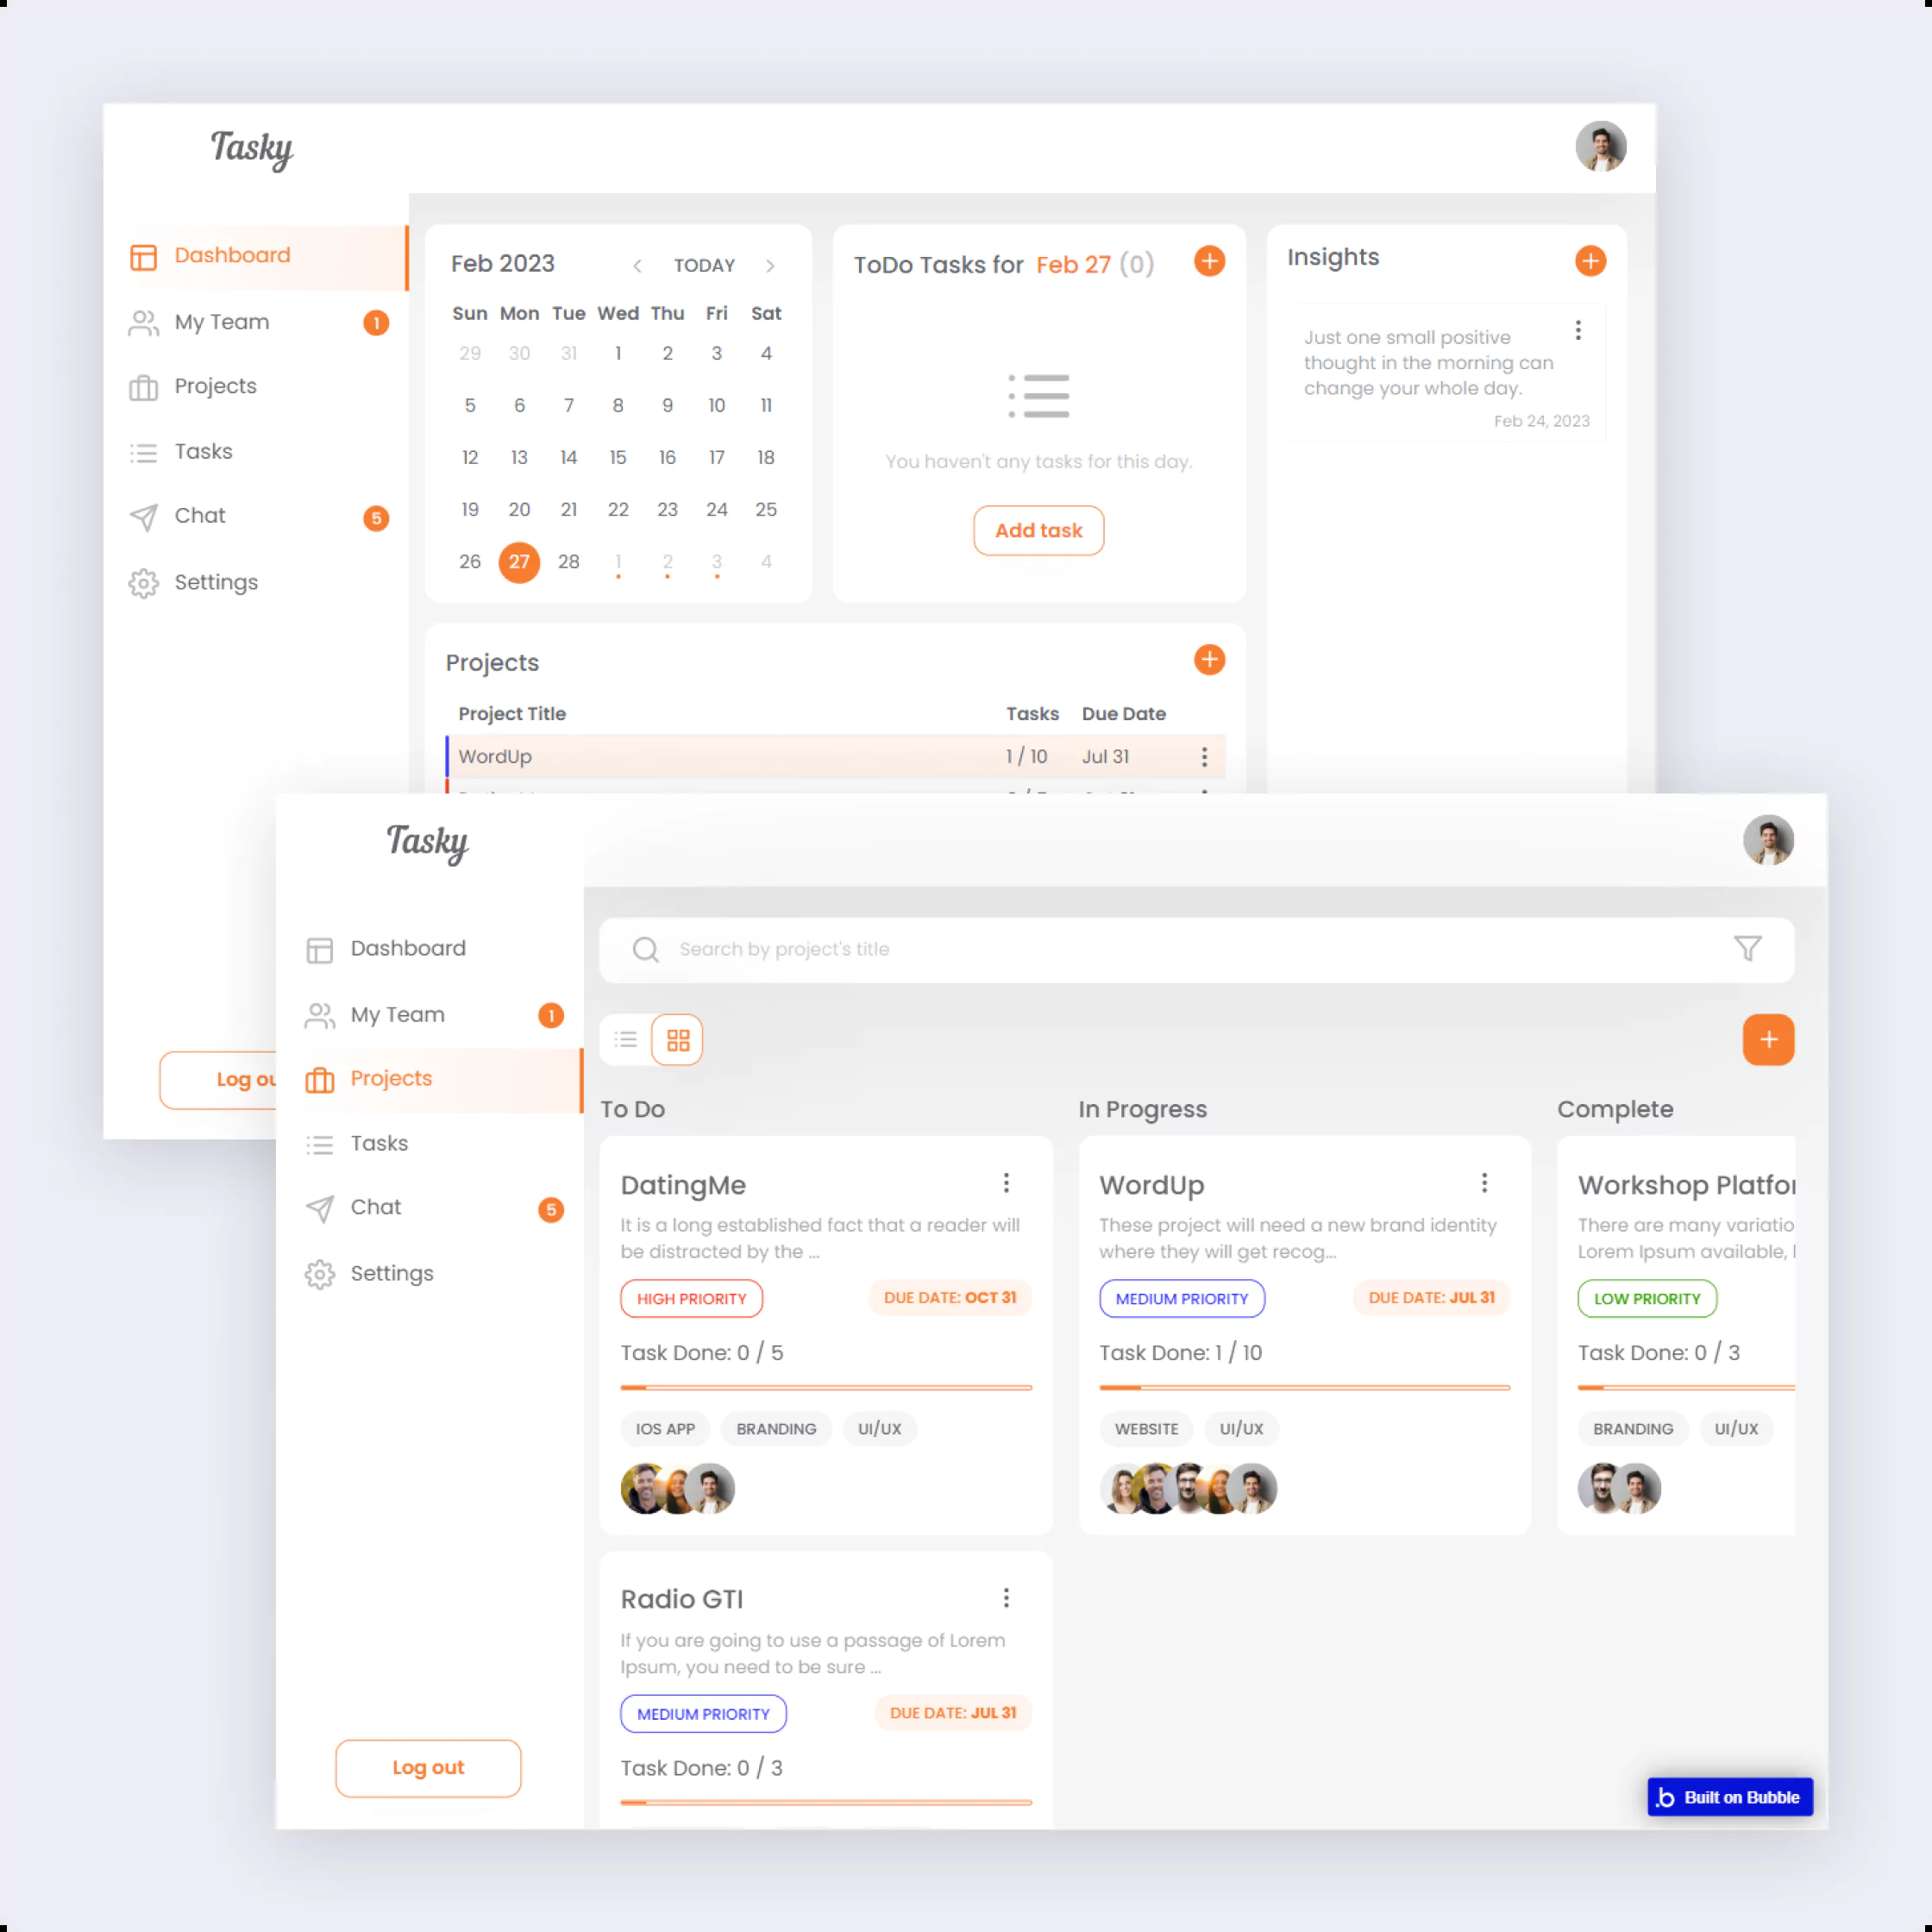 Tasky
Dashboard
My Team 1
Projects
Tasks
Chat 5
Settings
Log
Feb 2023 TODAY
Sun Mon Tue Wed Thu Fri Sat
29 30 31 1 2 3 4
5 6 7 8 9 10 11
12 13 14 15 16 17 18
19 20 21 22 23 24 25
26 27 28 1 2 3 4
ToDo Tasks for Feb 27 (0)
You haven't any tasks for this day.
Add task
Insights
Just one small positive
thought in the morning can
change your whole day.
Feb 24, 2023
Projects
Project Title Tasks Due Date
WordUp 1 / 10 Jul 31
Tasky
Dashboard
My Team 1
Projects
Tasks
Chat 5
Settings
Log out
Search by project's title
To Do
DatingMe
It is a long established fact that a reader will
be distracted by the ...
HIGH PRIORITY DUE DATE: OCT 31
Task Done: 0 / 5
IOS APP BRANDING UI/UX
Radio GTI
If you are going to use a passage of Lorem
Ipsum, you need to be sure ...
MEDIUM PRIORITY DUE DATE: JUL 31
Task Done: 0 / 3
In Progress
WordUp
These project will need a new brand identity
where they will get recog...
MEDIUM PRIORITY DUE DATE: JUL 31
Task Done: 1 / 10
WEBSITE UI/UX
Complete
Workshop Platfor
There are many variatio
Lorem Ipsum available,
LOW PRIORITY
Task Done: 0 / 3
BRANDING UI/UX
Built on Bubble